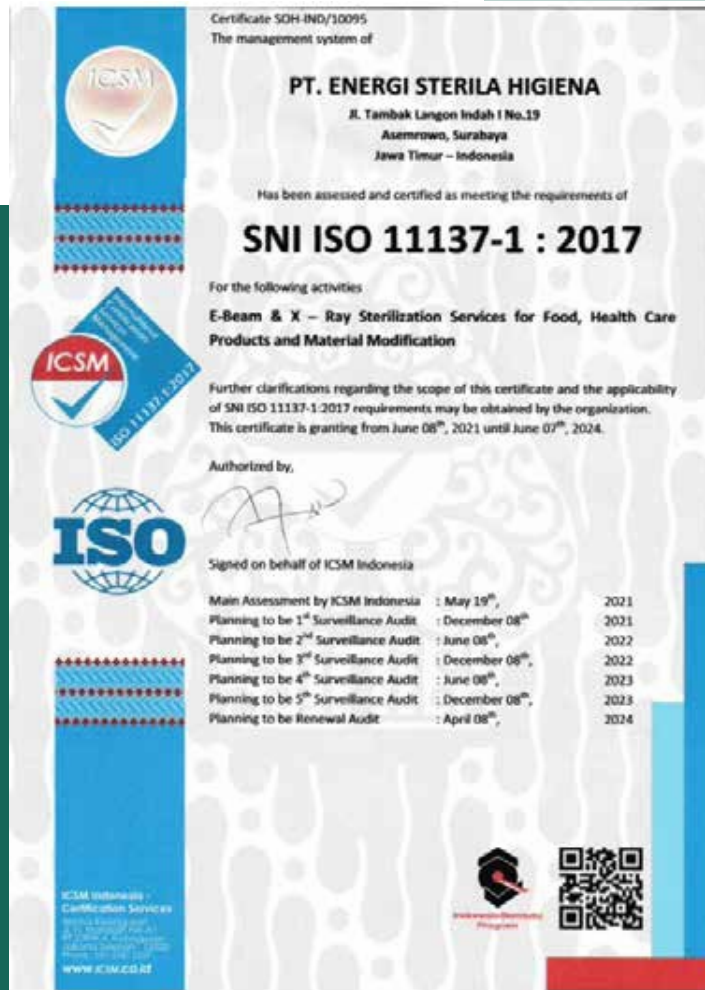 Certificate SOH-IND/10095
The management system of
ICSM
PT. ENERGI STERILA HIGIENA
Jl. Tambak Langon Indah I No.19
Asemrowo, Surabaya
Jawa Timur – Indonesia
Has been assessed and certified as meeting the requirements of
SNI ISO 11137-1 : 2017
For the following activities
E-Beam & X – Ray Sterilization Services for Food, Health Care
Products and Material Modification
ICSM
ISO 11137-1:2017
Further clarifications regarding the scope of this certificate and the applicability
of SNI ISO 11137-1:2017 requirements may be obtained by the organization.
This certificate is granting from June 08th, 2021 until June 07th, 2024.
Authorized by,
ISO
Signed on behalf of ICSM Indonesia
Main Assessment by ICSM Indonesia : May 19th, 2021
Planning to be 1st Surveillance Audit : December 08th 2021
Planning to be 2nd Surveillance Audit : June 08th, 2022
Planning to be 3rd Surveillance Audit : December 08th, 2022
Planning to be 4th Surveillance Audit : June 08th, 2023
Planning to be 5th Surveillance Audit : December 08th, 2023
Planning to be Renewal Audit : April 08th, 2024
ICSM Indonesia -
Certification Services
www.icsm.co.id
Program